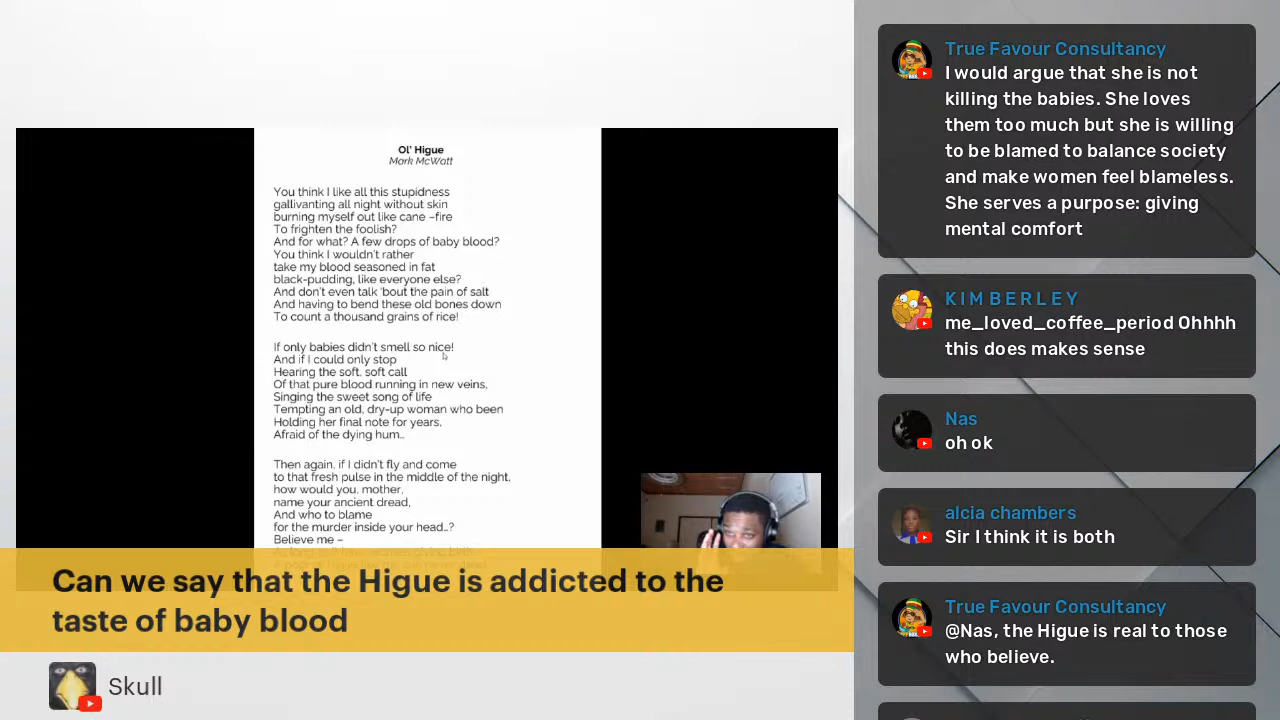 Ol' Higue
Mark McWatt
You think I like all this stupidness
gallivanting all night without skin
burning myself out like cane –fire
To frighten the foolish?
And for what? A few drops of baby blood?
You think I wouldn't rather
take my blood seasoned in fat
black-pudding, like everyone else?
And don't even talk 'bout the pain of salt
And having to bend these old bones down
To count a thousand grains of rice!
If only babies didn't smell so nice!
And if I could only stop
Hearing the soft, soft call
Of that pure blood running in new veins,
Singing the sweet song of life
Tempting an old, dry-up woman who been
Holding her final note for years,
Afraid of the dying hum…
Then again, if I didn't fly and come
to that fresh pulse in the middle of the night,
how would you, mother,
name your ancient dread,
And who to blame
for the murder inside your head…?
Believe me –
Can we say that the Higue is addicted to the
taste of baby blood
Skull
True Favour Consultancy
I would argue that she is not
killing the babies. She loves
them too much but she is willing
to be blamed to balance society
and make women feel blameless.
She serves a purpose: giving
mental comfort
K I M B E R L E Y
me_loved_coffee_period Ohhhh
this does makes sense
Nas
oh ok
alcia chambers
Sir I think it is both
True Favour Consultancy
@Nas, the Higue is real to those
who believe.